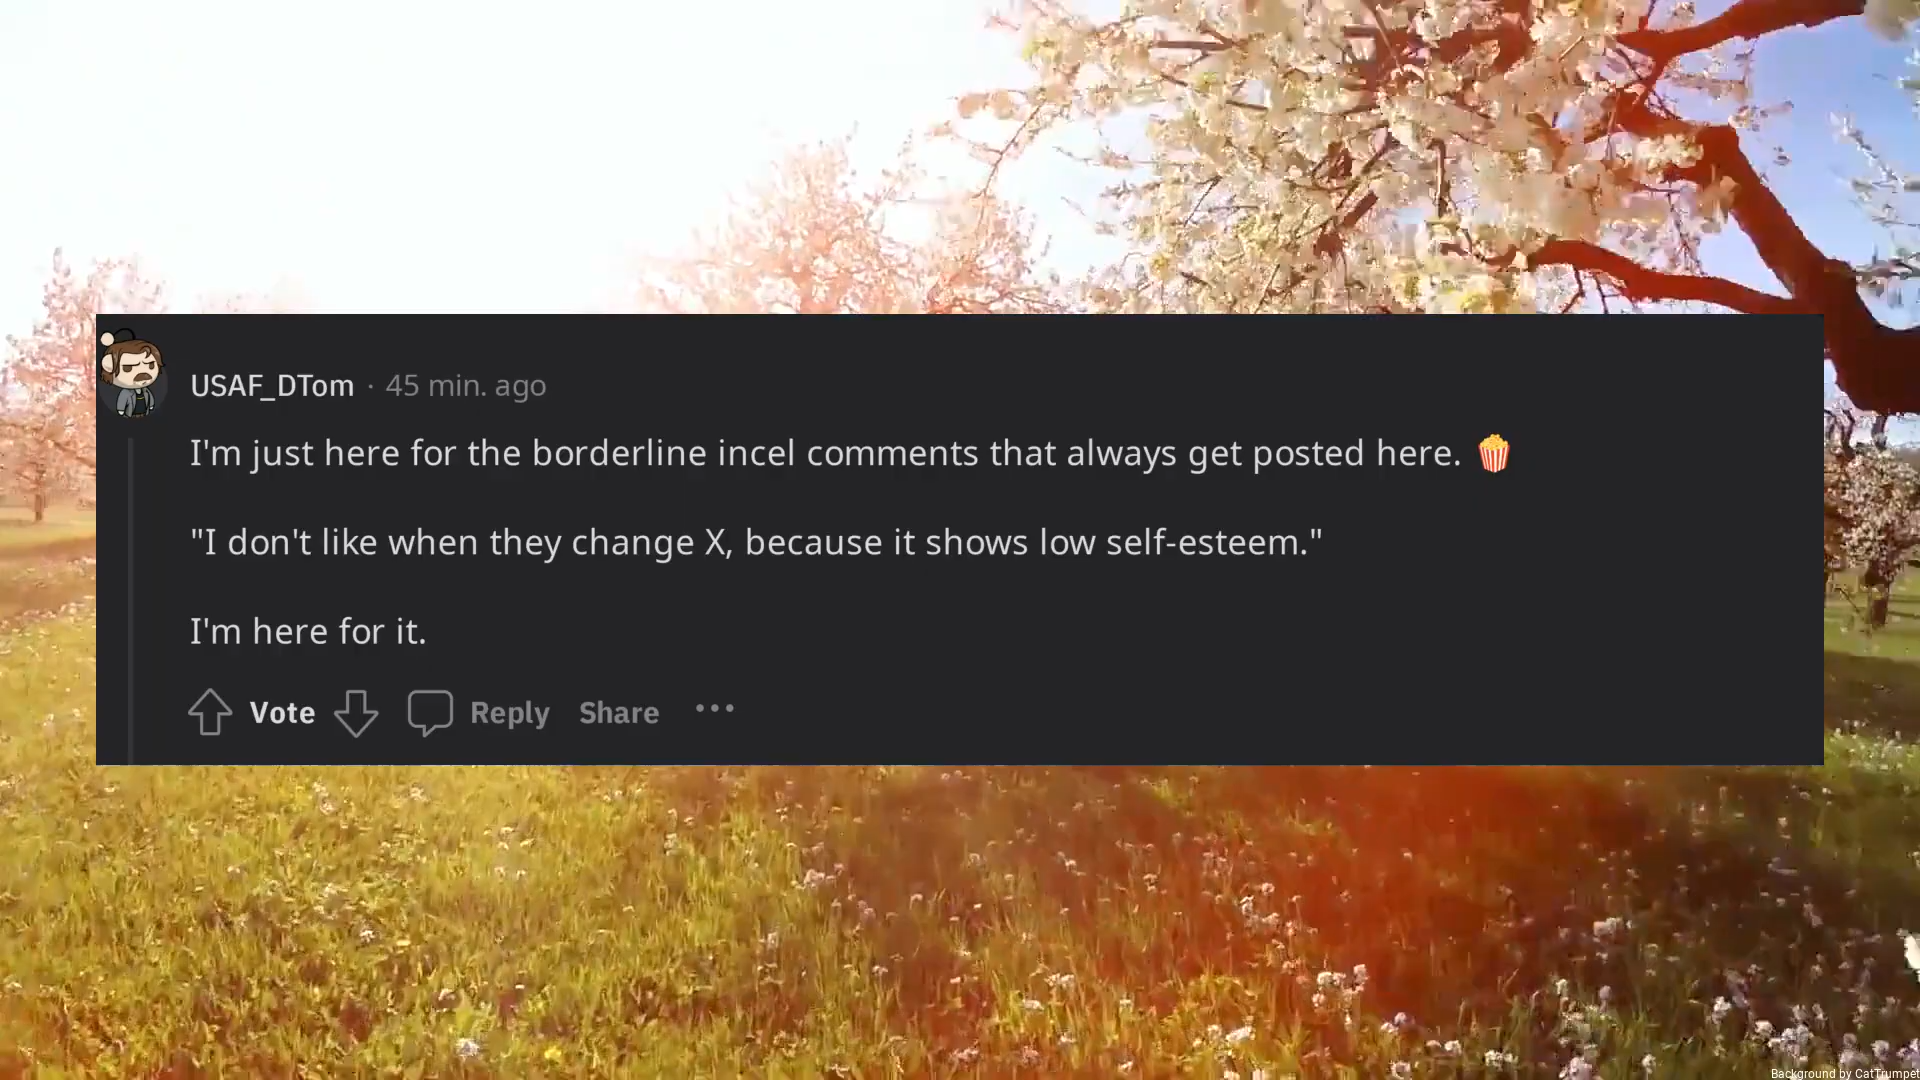 USAF_DTom · 45 min. ago
I'm just here for the borderline incel comments that always get posted here. 🍿
"I don't like when they change X, because it shows low self-esteem."
I'm here for it.
Vote Reply Share ...
Background by CatTrumpet